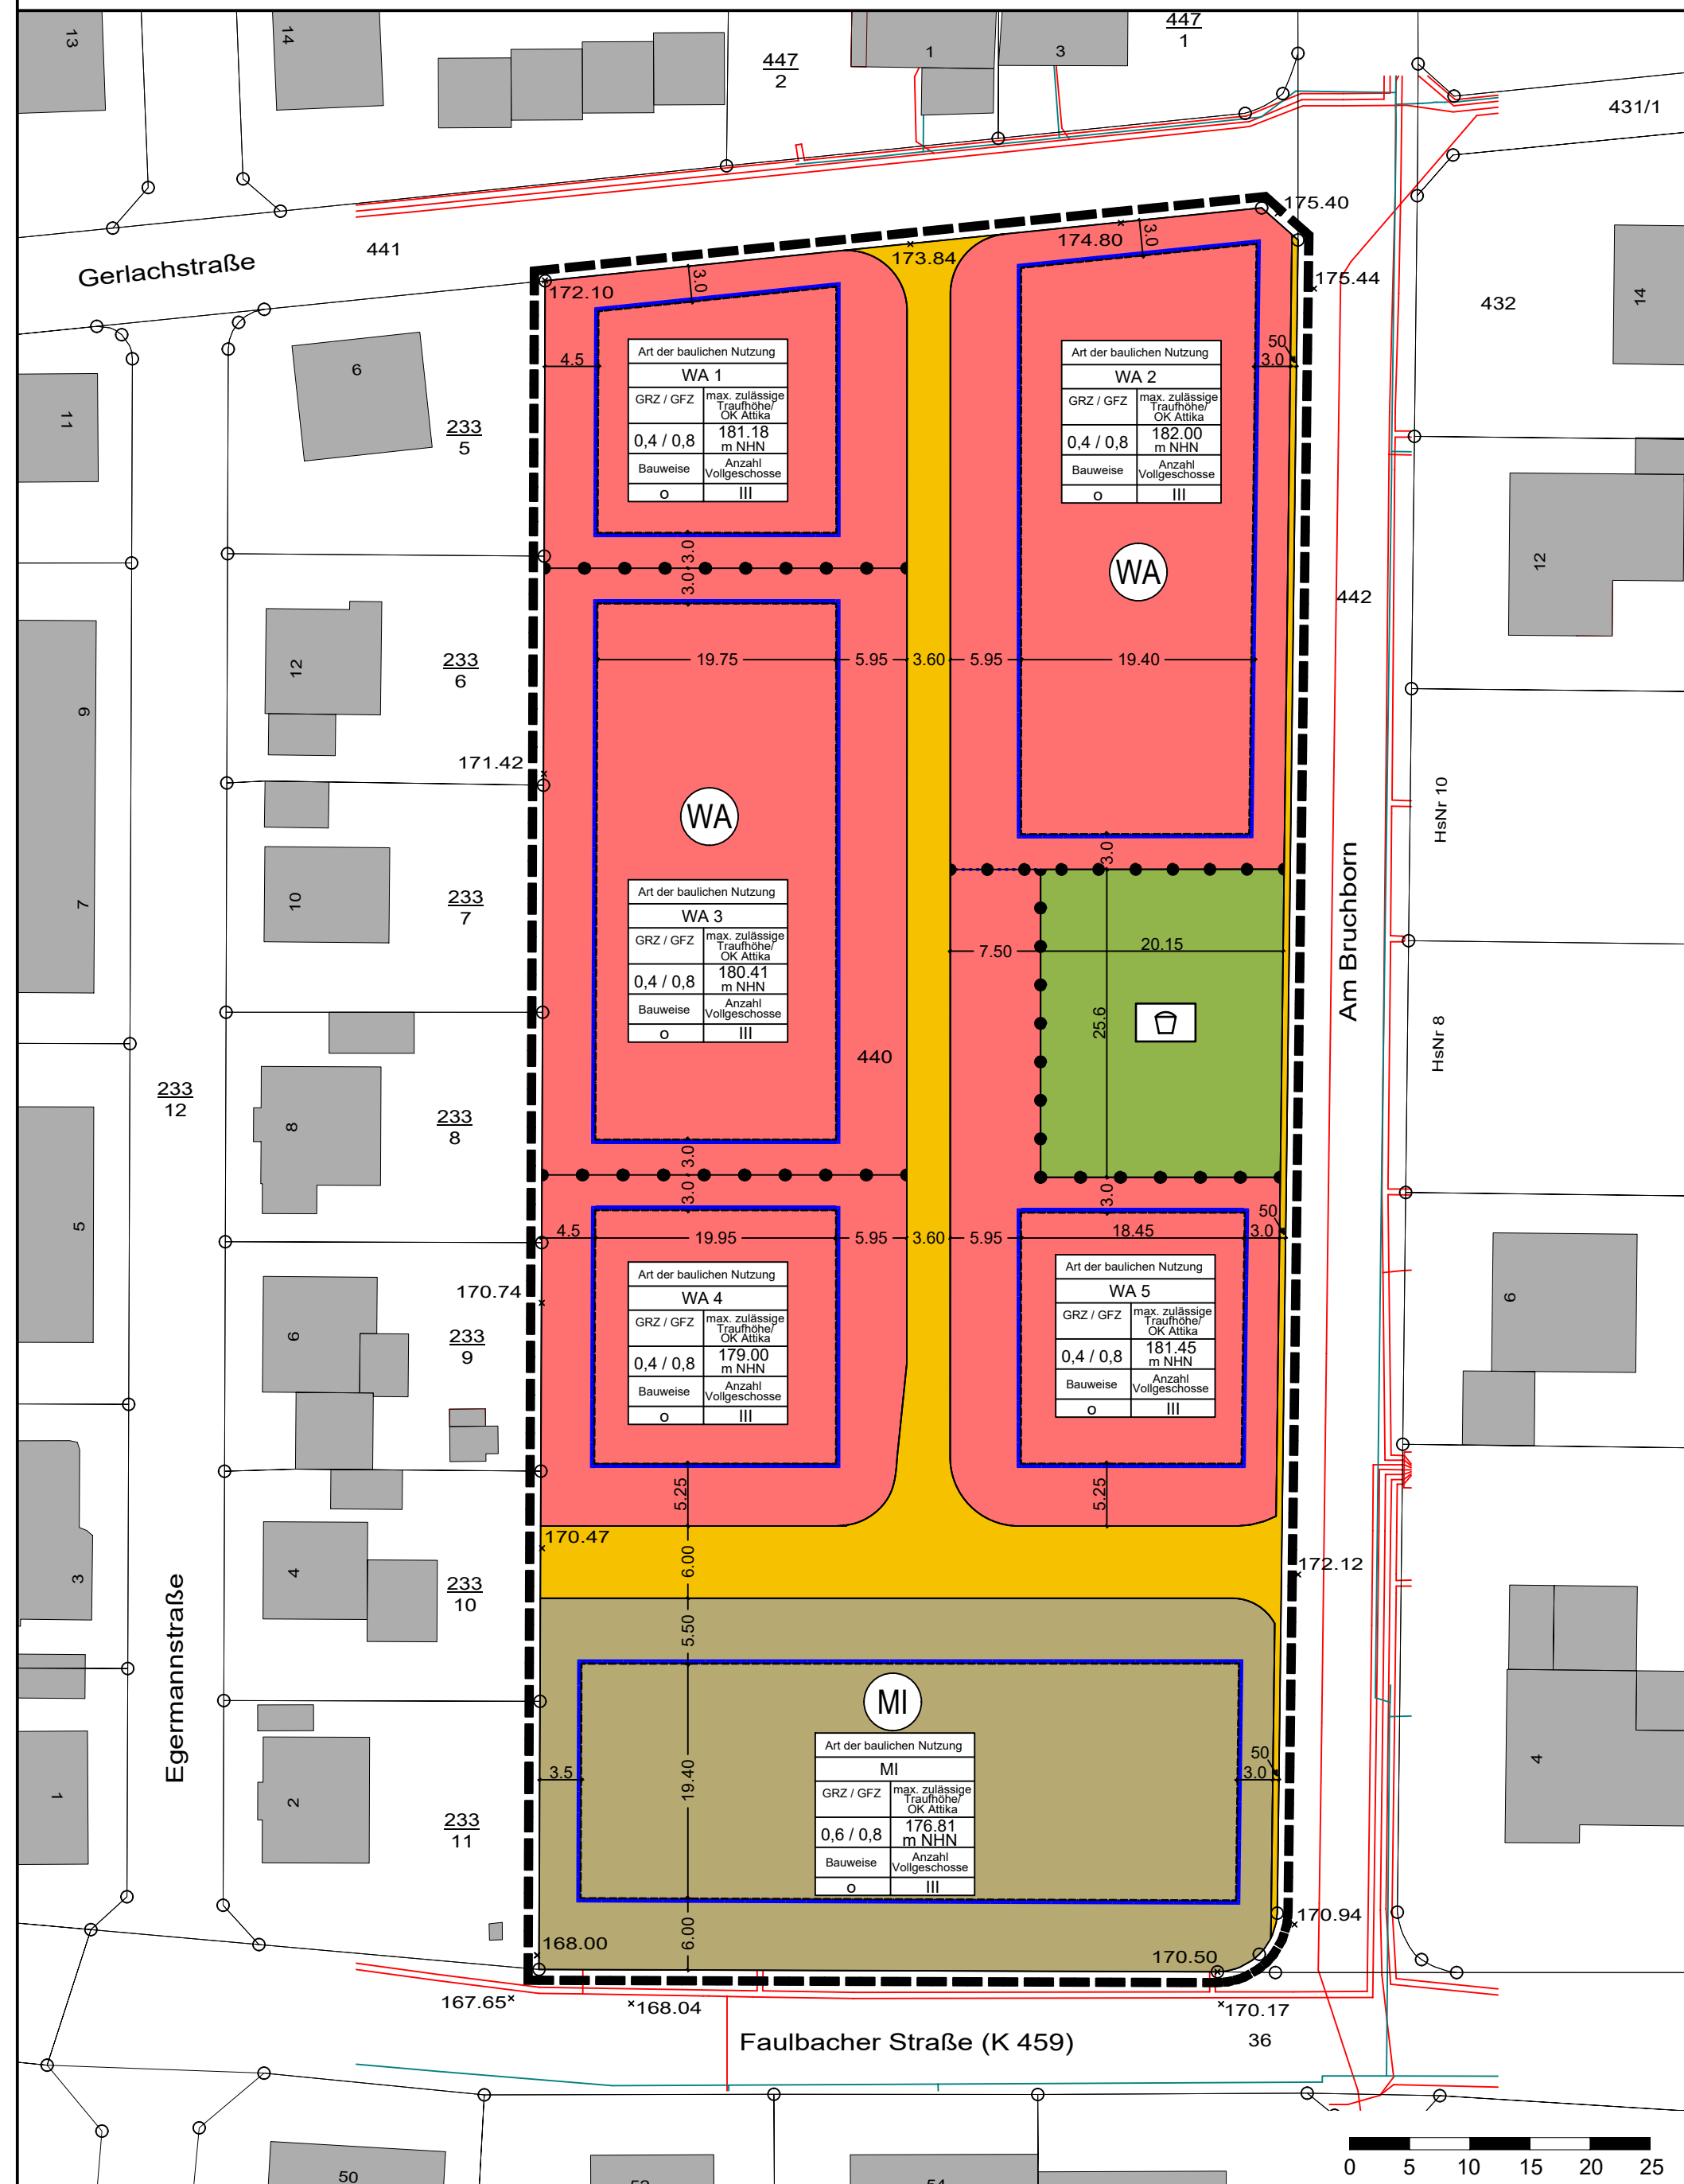 13
14
447
2
1
3
447
1
431/1
Gerlachstraße
441
172.10
173.84
174.80
3.0
175.40
175.44
432
14
3.0
4.5
50
3.0
Art der baulichen Nutzung
WA 1
GRZ / GFZ
max. zulässige
Traufhöhe/
OK Attika
0,4 / 0,8
181.18
m NHN
Bauweise
Anzahl
Vollgeschosse
o
III
Art der baulichen Nutzung
WA 2
GRZ / GFZ
max. zulässige
Traufhöhe/
OK Attika
0,4 / 0,8
182.00
m NHN
Bauweise
Anzahl
Vollgeschosse
o
III
11
6
233
5
3.0
3.0
WA
442
12
12
233
6
19.75
5.95
3.60
5.95
19.40
9
7
171.42
WA
HsNr 10
Am Bruchborn
10
233
7
Art der baulichen Nutzung
WA 3
GRZ / GFZ
max. zulässige
Traufhöhe/
OK Attika
0,4 / 0,8
180.41
m NHN
Bauweise
Anzahl
Vollgeschosse
o
III
3.0
7.50
20.15
25.6
440
HsNr 8
233
12
8
233
8
5
3.0
3.0
3.0
4.5
19.95
5.95
3.60
5.95
18.45
50
3.0
170.74
6
233
9
6
Art der baulichen Nutzung
WA 4
GRZ / GFZ
max. zulässige
Traufhöhe/
OK Attika
0,4 / 0,8
179.00
m NHN
Bauweise
Anzahl
Vollgeschosse
o
III
Art der baulichen Nutzung
WA 5
GRZ / GFZ
max. zulässige
Traufhöhe/
OK Attika
0,4 / 0,8
181.45
m NHN
Bauweise
Anzahl
Vollgeschosse
o
III
5.25
5.25
170.47
6.00
172.12
3
4
233
10
5.50
Egermannstraße
MI
Art der baulichen Nutzung
MI
GRZ / GFZ
max. zulässige
Traufhöhe/
OK Attika
0,6 / 0,8
176.81
m NHN
Bauweise
Anzahl
Vollgeschosse
o
III
3.5
19.40
50
3.0
4
1
2
233
11
6.00
168.00
170.50
170.94
167.65
168.04
170.17
Faulbacher Straße (K 459)
36
50
0 5 10 15 20 25